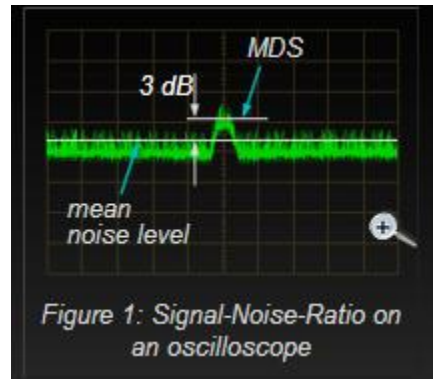 MDS
3 dB
mean
noise level
Figure 1: Signal-Noise-Ratio on
an oscilloscope